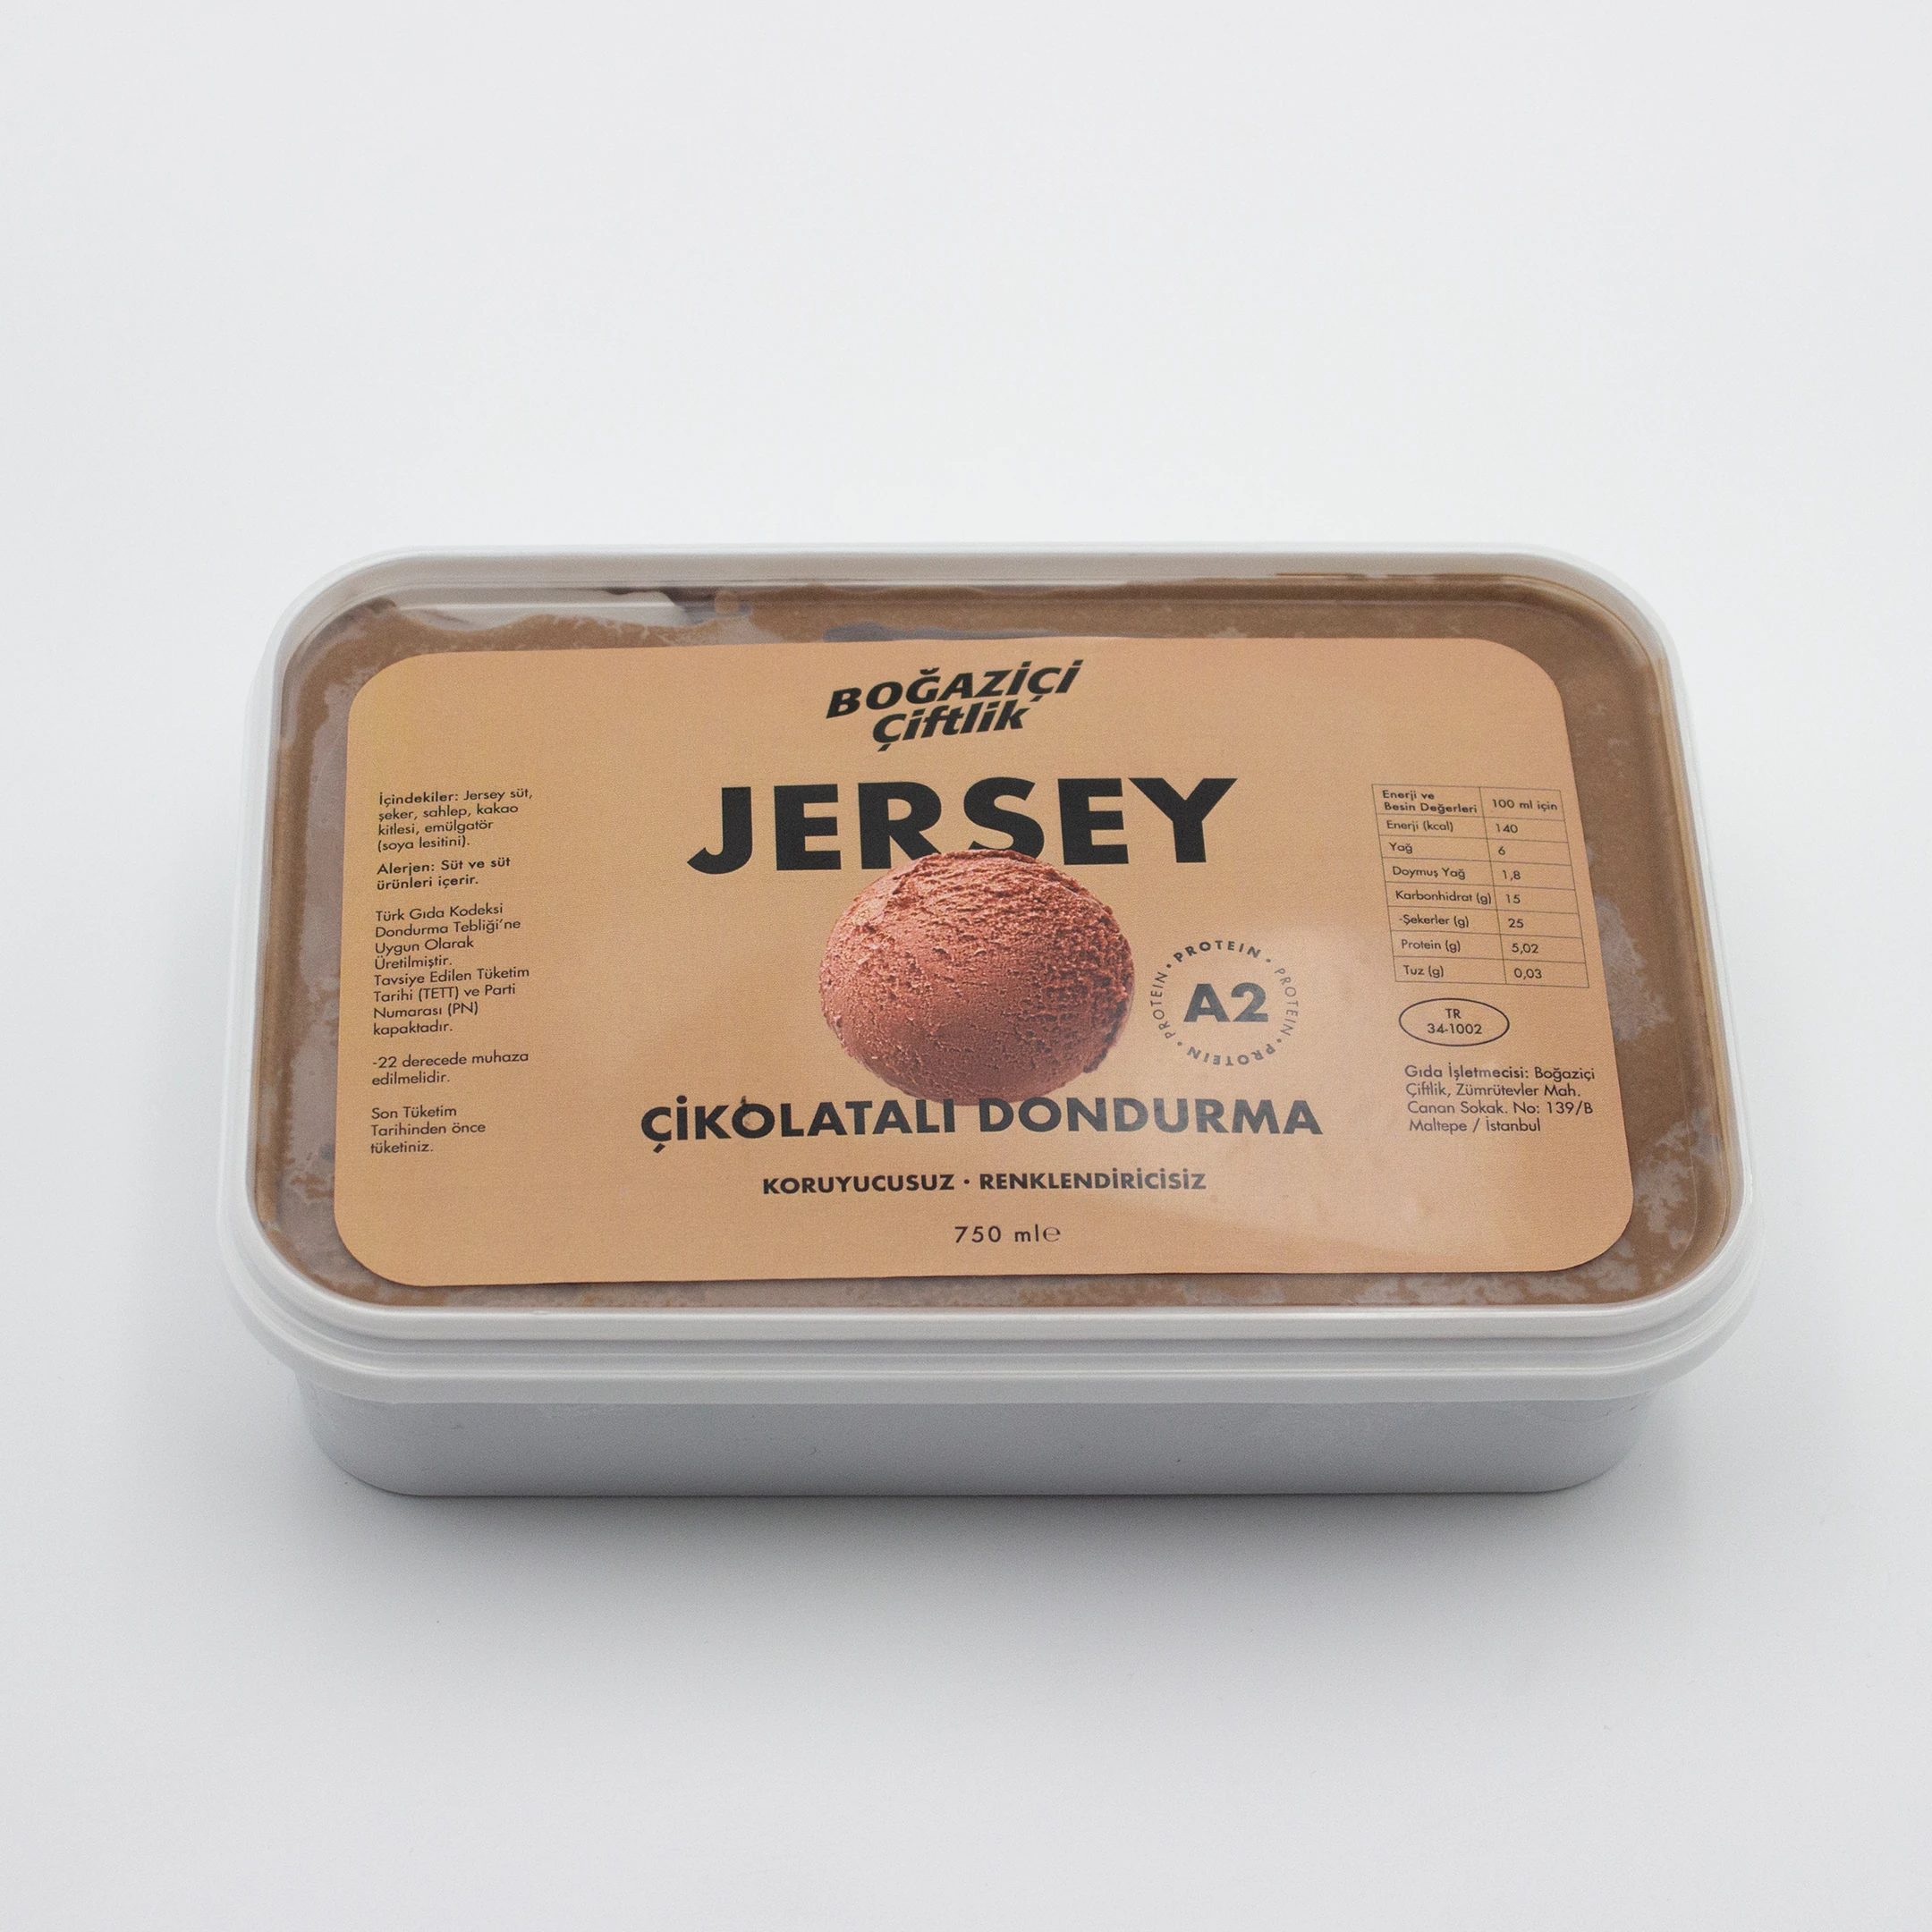 BOĞAZİÇİ
Çiftlik
JERSEY
PROTEIN • PROTEIN • PROTEIN • PROTEIN •
A2
ÇİKOLATALI DONDURMA
KORUYUCUSUZ • RENKLENDİRİCİSİZ
750 ml℮
İçindekiler: Jersey süt,
şeker, sahlep, kakao
kitlesi, emülgatör
(soya lesitini).
Alerjen: Süt ve süt
ürünleri içerir.
Türk Gıda Kodeksi
Dondurma Tebliği'ne
Uygun Olarak
Üretilmiştir.
Tavsiye Edilen Tüketim
Tarihi (TETT) ve Parti
Numarası (PN)
kapaktadır.
-22 derecede muhaza
edilmelidir.
Son Tüketim
Tarihinden önce
tüketiniz.
Enerji ve
Besin Değerleri 100 ml için
Enerji (kcal) 140
Yağ 6
Doymuş Yağ 1,8
Karbonhidrat (g) 15
-Şekerler (g) 25
Protein (g) 5,02
Tuz (g) 0,03
TR
34-1002
Gıda İşletmecisi: Boğaziçi
Çiftlik, Zümrütevler Mah.
Canan Sokak. No: 139/B
Maltepe / İstanbul